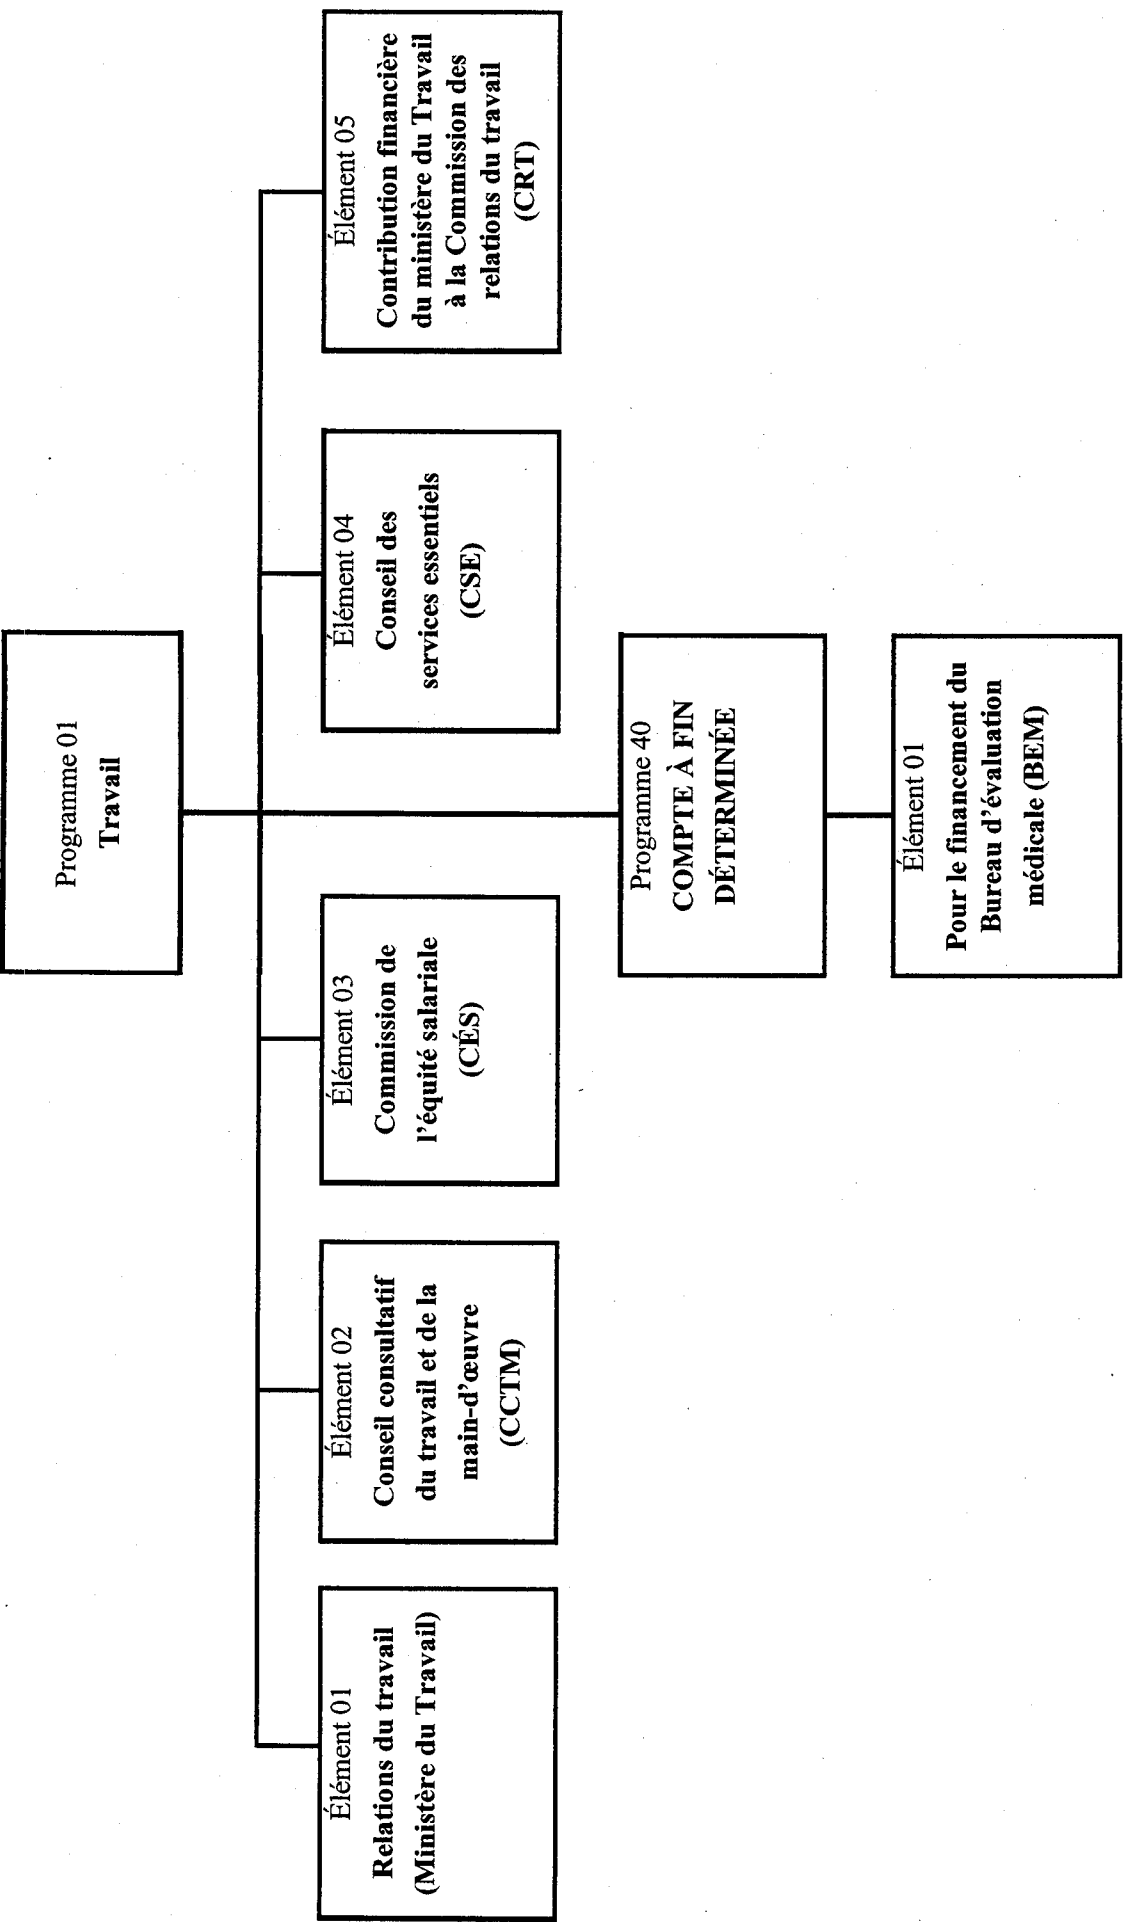 Programme 01
Travail
Élément 01
Relations du travail
(Ministère du Travail)
Élément 02
Conseil consultatif
du travail et de la
main-d'œuvre
(CCTM)
Élément 03
Commission de
l'équité salariale
(CÉS)
Élément 04
Conseil des
services essentiels
(CSE)
Élément 05
Contribution financière
du ministère du Travail
à la Commission des
relations du travail
(CRT)
Programme 40
COMPTE À FIN
DÉTERMINÉE
Élément 01
Pour le financement du
Bureau d'évaluation
médicale (BEM)